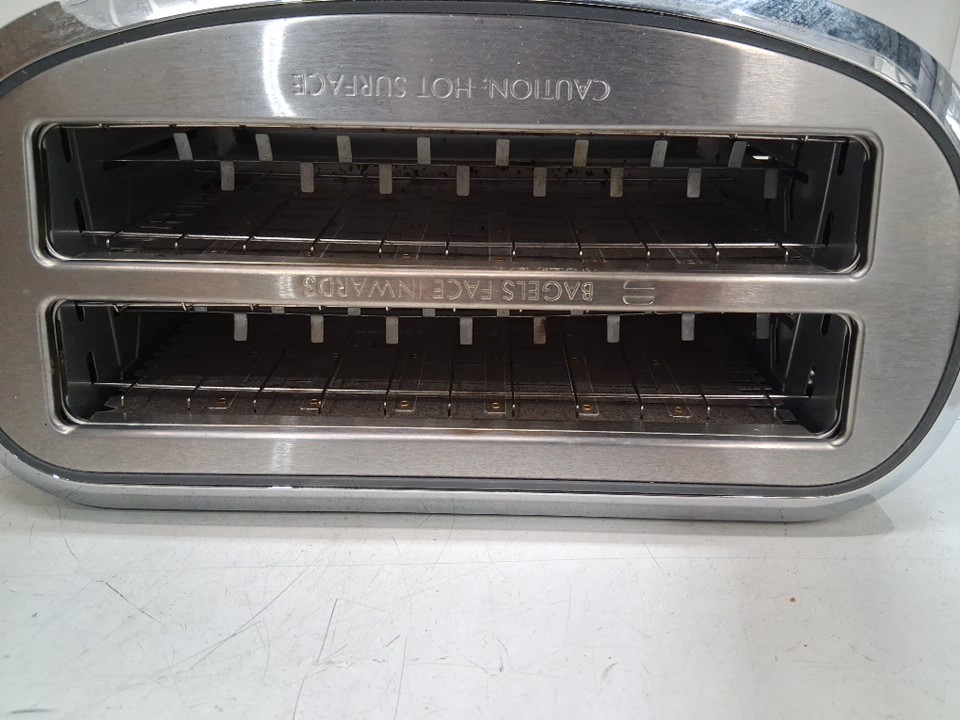 CAUTION: HOT SURFACE
BAGELS FACE INWARDS